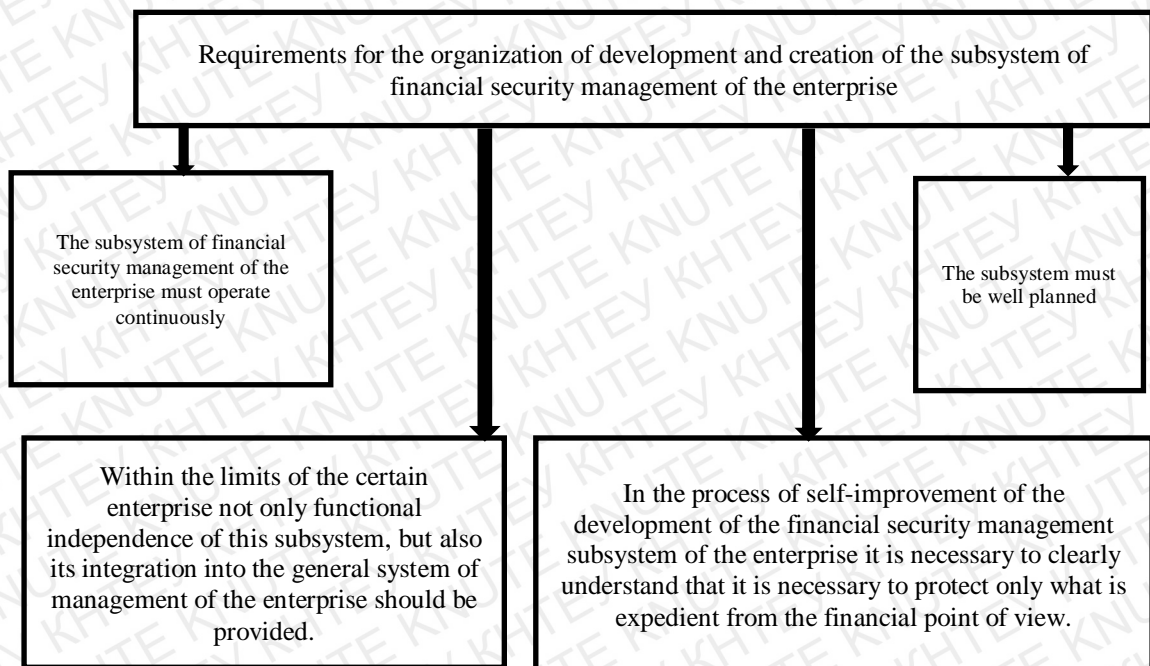 Requirements for the organization of development and creation of the subsystem of
financial security management of the enterprise
The subsystem of financial
security management of the
enterprise must operate
continuously
The subsystem must
be well planned
Within the limits of the certain
enterprise not only functional
independence of this subsystem, but also
its integration into the general system of
management of the enterprise should be
provided.
In the process of self-improvement of the
development of the financial security management
subsystem of the enterprise it is necessary to clearly
understand that it is necessary to protect only what is
expedient from the financial point of view.
KNUTE КНТЕУ KNUTE КНТЕУ